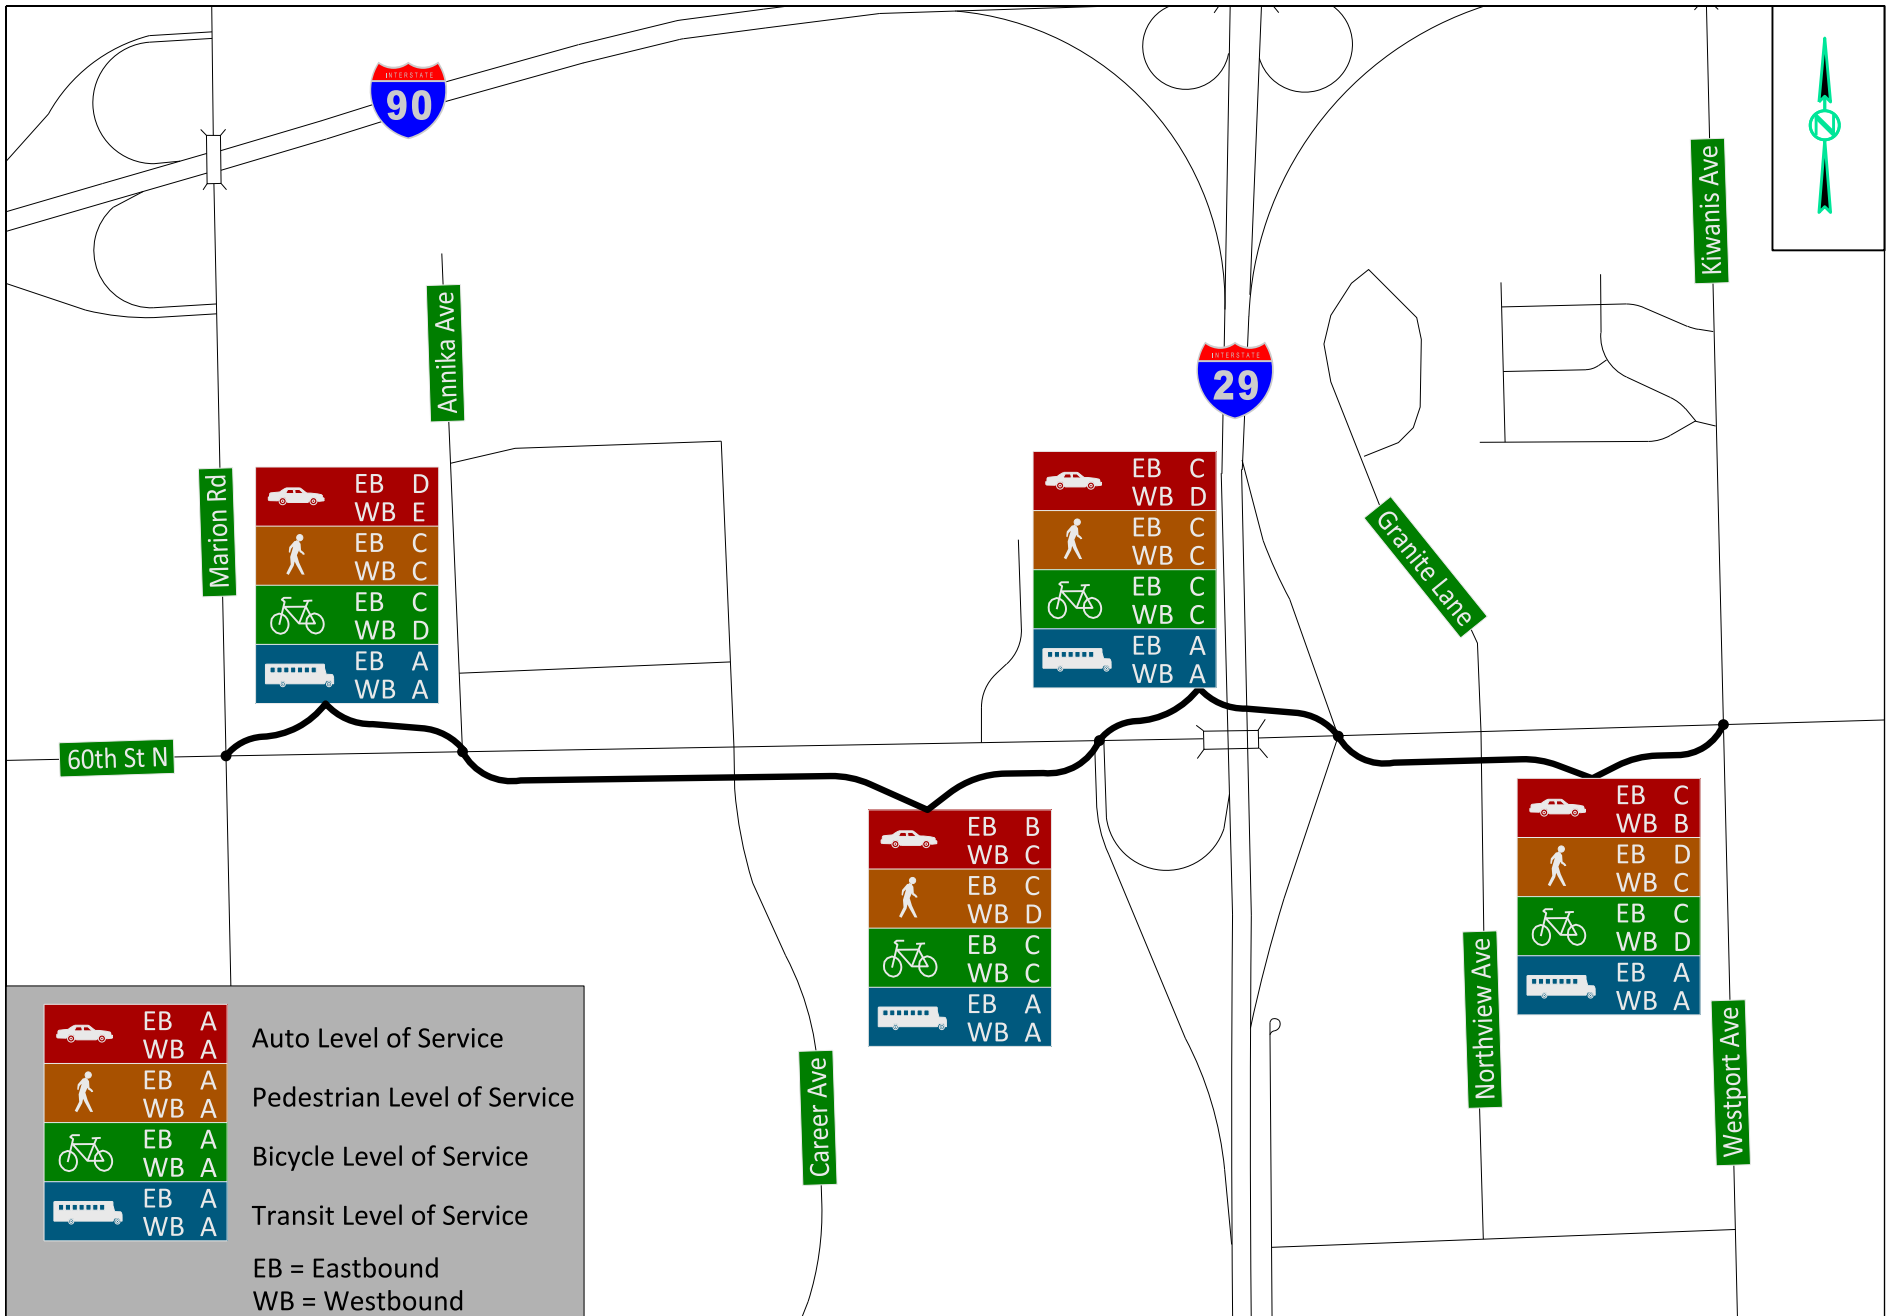 INTERSTATE
90
N
Kiwanis Ave
Annika Ave
INTERSTATE
29
Marion Rd
EB D
WB E
EB C
WB C
EB C
WB D
EB A
WB A
EB C
WB D
EB C
WB C
EB C
WB C
EB A
WB A
Granite Lane
60th St N
EB B
WB C
EB C
WB D
EB C
WB C
EB A
WB A
EB C
WB B
EB D
WB C
EB C
WB D
EB A
WB A
Northview Ave
Westport Ave
Career Ave
EB A
WB A
Auto Level of Service
EB A
WB A
Pedestrian Level of Service
EB A
WB A
Bicycle Level of Service
EB A
WB A
Transit Level of Service
EB = Eastbound
WB = Westbound